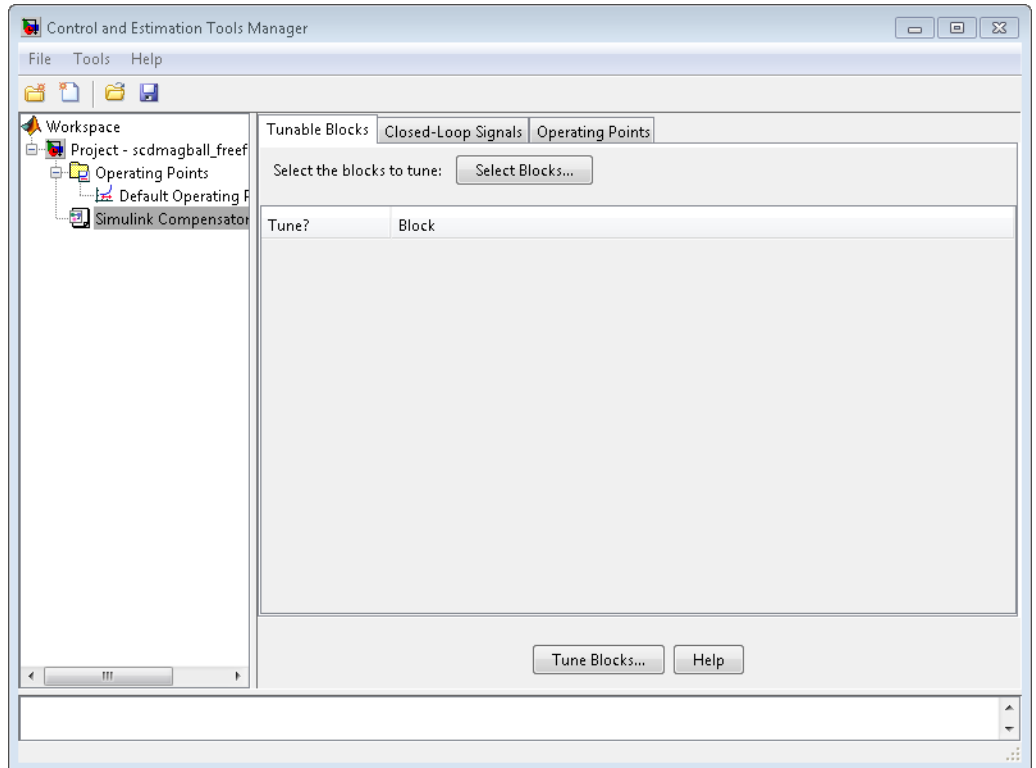 Control and Estimation Tools Manager
File Tools Help
Workspace
Project - scdmagball_freef
Operating Points
Default Operating P
Simulink Compensator
Tunable Blocks Closed-Loop Signals Operating Points
Select the blocks to tune: Select Blocks...
Tune? Block
Tune Blocks... Help